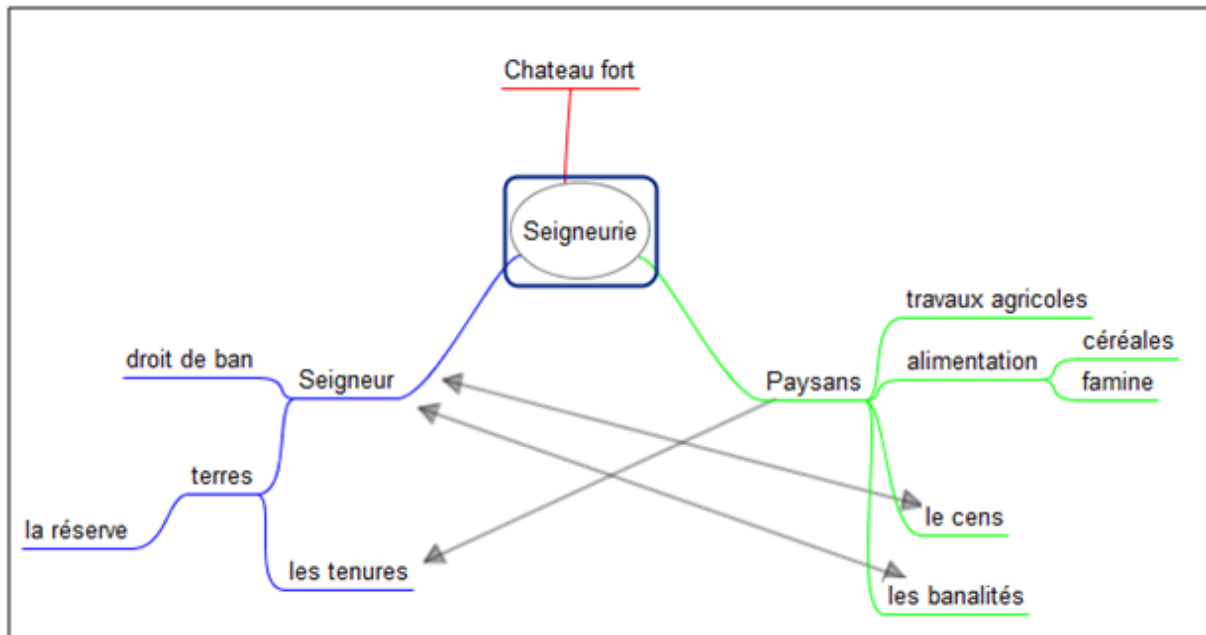 Chateau fort
Seigneurie
droit de ban
Seigneur
terres
la réserve
les tenures
Paysans
travaux agricoles
alimentation
céréales
famine
le cens
les banalités